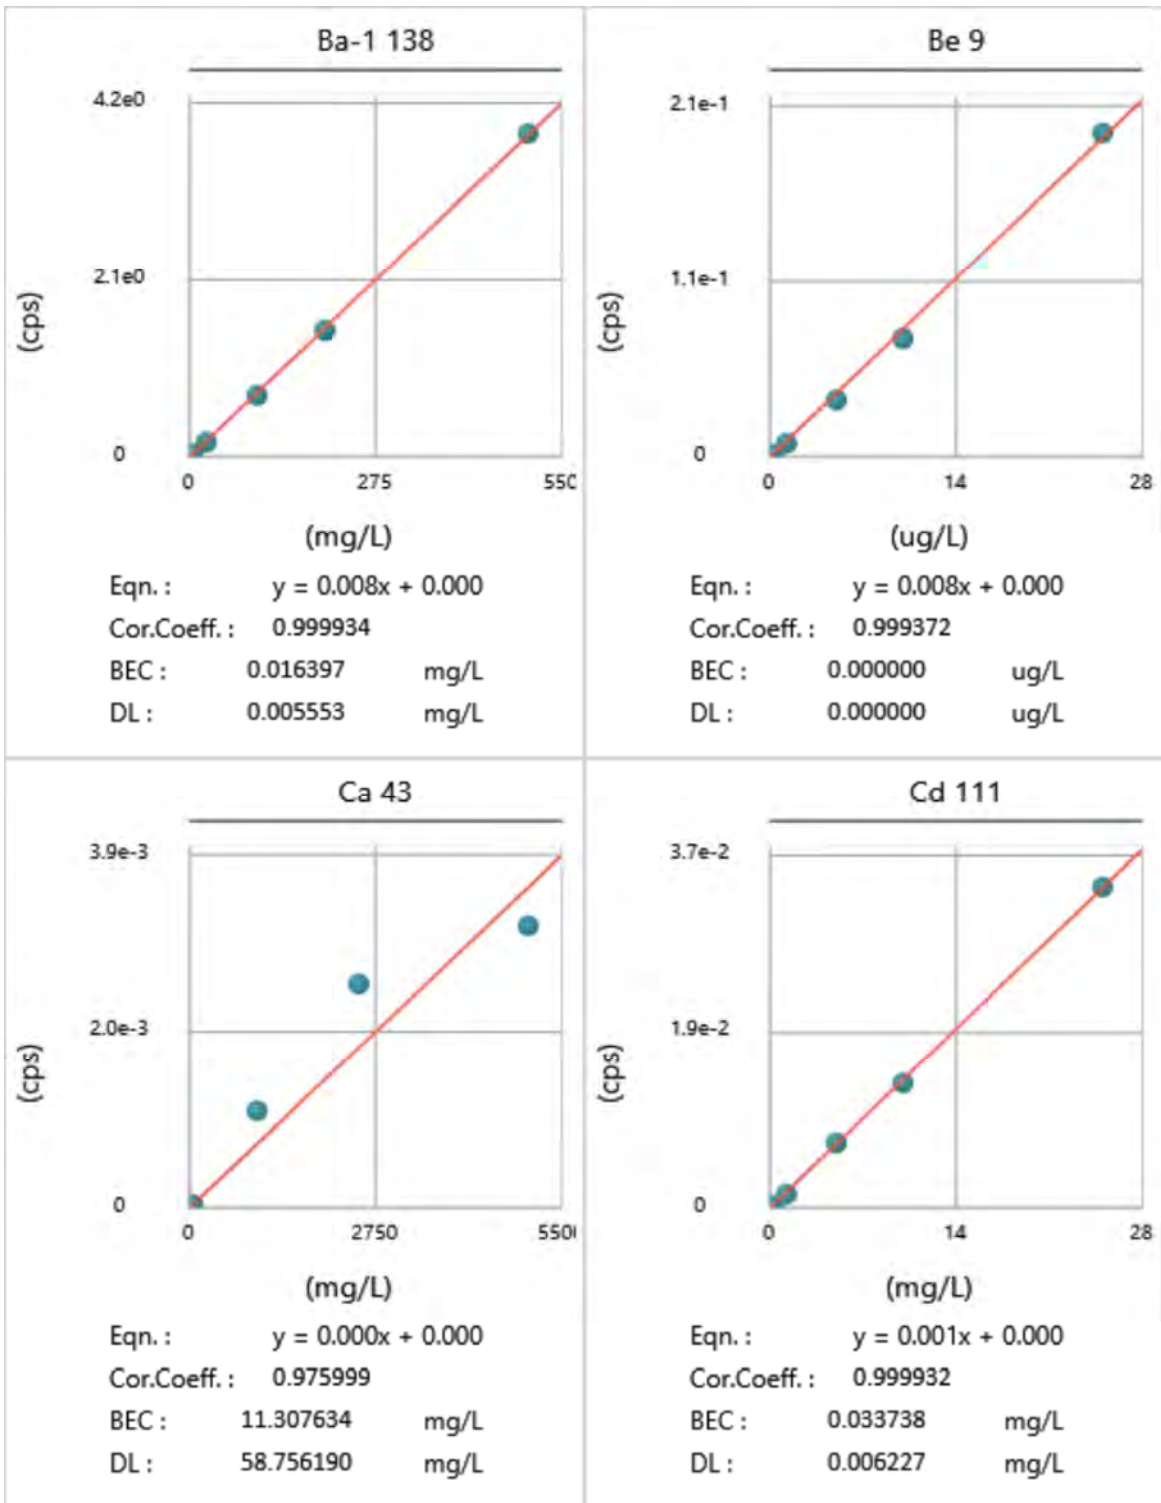 Ba-1 138
4.2e0
2.1e0
0
0 275 550
(cps)
(mg/L)
Eqn. : y = 0.008x + 0.000
Cor.Coeff. : 0.999934
BEC : 0.016397 mg/L
DL : 0.005553 mg/L
Be 9
2.1e-1
1.1e-1
0
0 14 28
(cps)
(ug/L)
Eqn. : y = 0.008x + 0.000
Cor.Coeff. : 0.999372
BEC : 0.000000 ug/L
DL : 0.000000 ug/L
Ca 43
3.9e-3
2.0e-3
0
0 2750
(cps)
(mg/L)
Eqn. : y = 0.000x + 0.000
Cor.Coeff. : 0.975999
BEC : 11.307634 mg/L
DL : 58.756190 mg/L
Cd 111
3.7e-2
1.9e-2
0
0 14 28
(cps)
(mg/L)
Eqn. : y = 0.001x + 0.000
Cor.Coeff. : 0.999932
BEC : 0.033738 mg/L
DL : 0.006227 mg/L